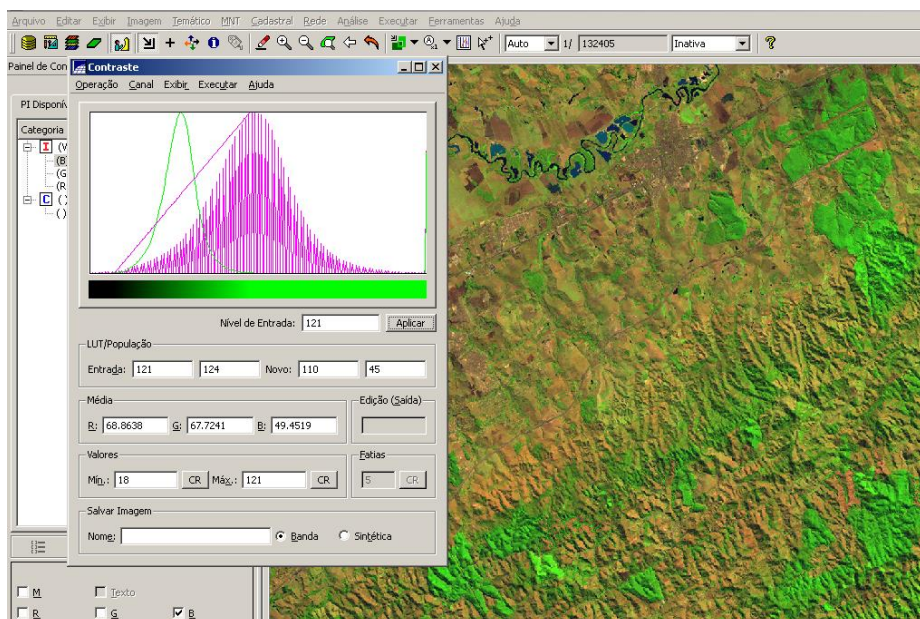 Arquivo Editar Exibir Imagem Temático MNT Cadastral Rede Análise Executar Ferramentas Ajuda
Auto 1/ 132405 Inativa
Painel de Con
Contraste
Operação Canal Exibir Executar Ajuda
PI Disponív
Categoria
I (V
(B)
(G
(R
C ( )
( )
Nível de Entrada: 121 Aplicar
LUT/População
Entrada: 121 124 Novo: 110 45
Média
R: 68.8638 G: 67.7241 B: 49.4519
Edição (Saída)
Valores
Mín.: 18 CR Máx.: 121 CR
Fatias
5 CR
Salvar Imagem
Nome: Banda Sintética
M Texto
R G B